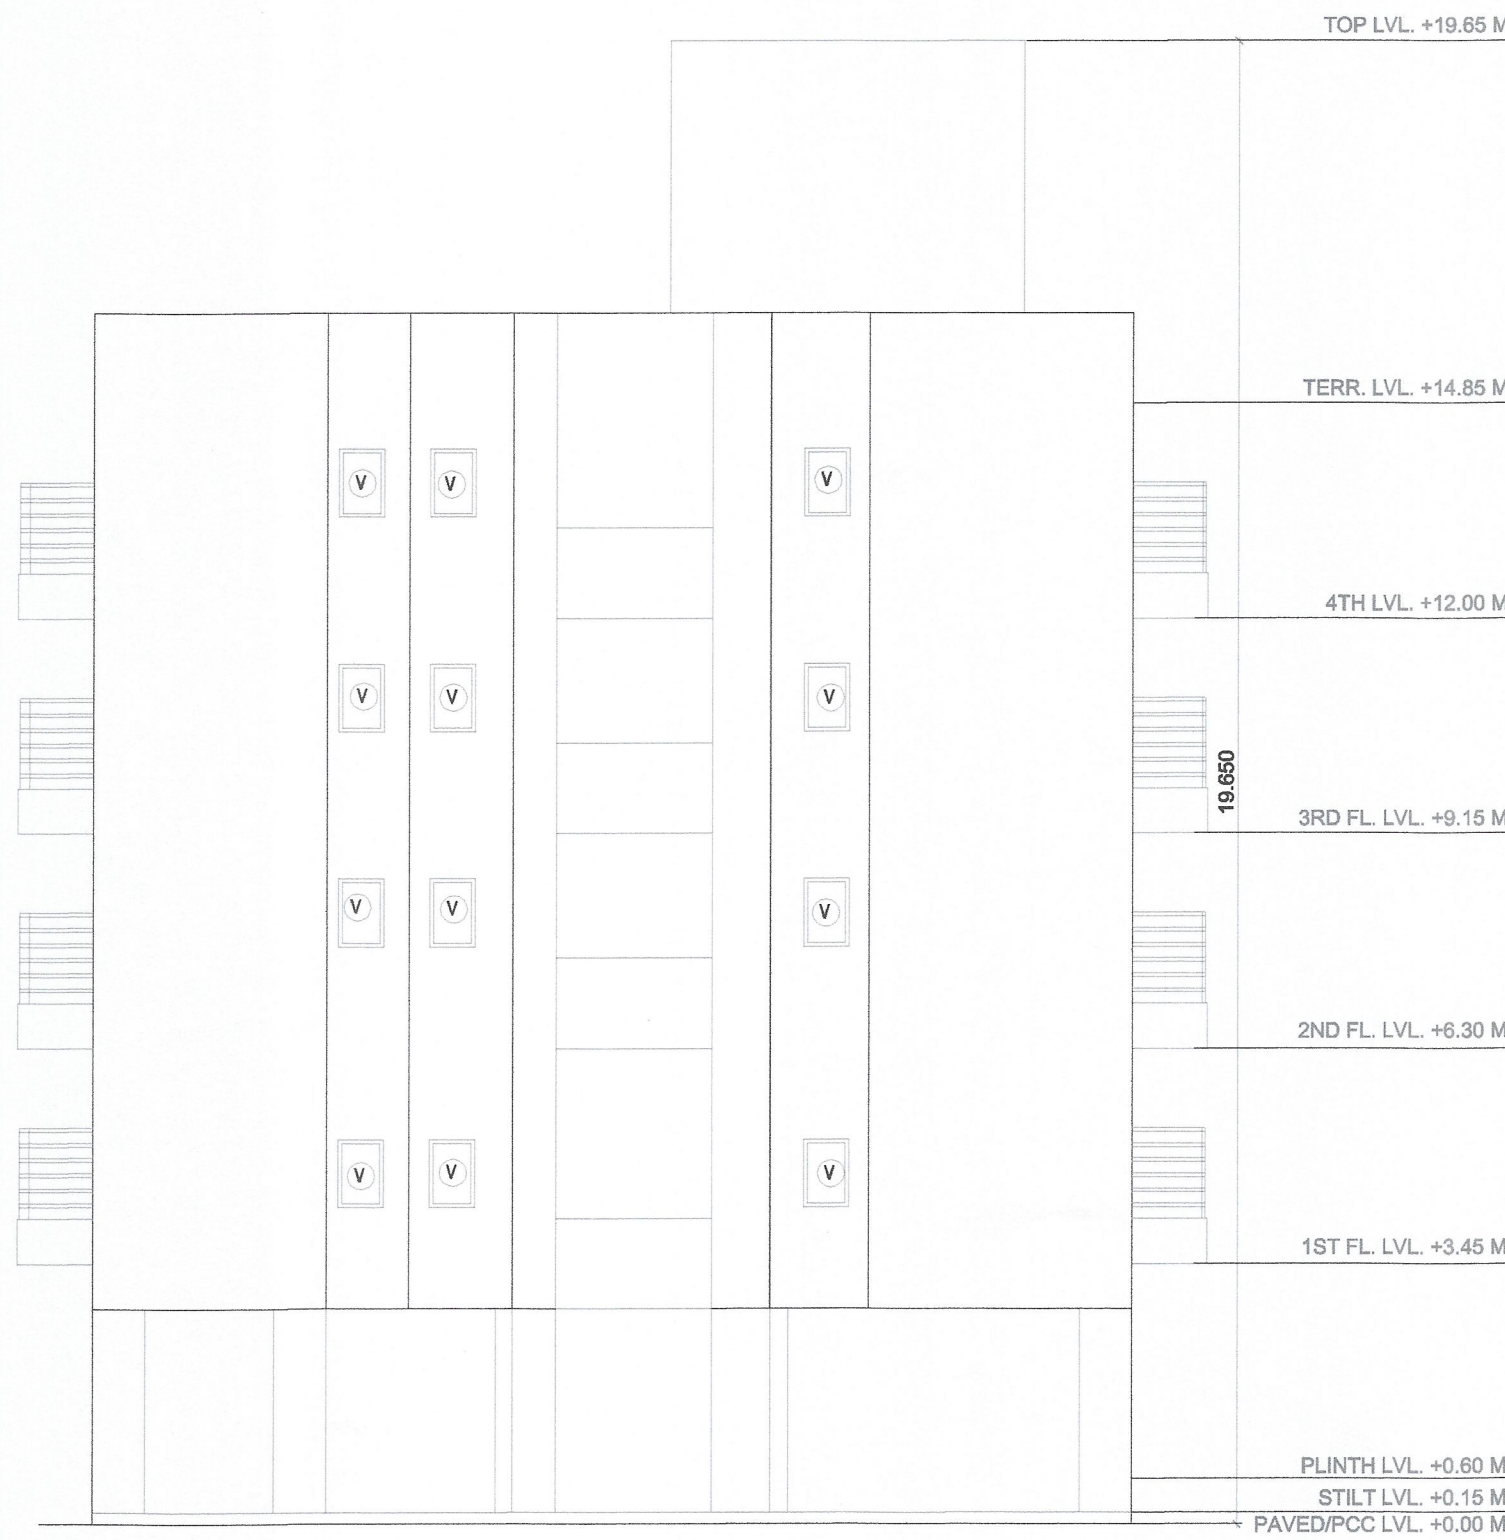 TOP LVL. +19.65 M
TERR. LVL. +14.85 M
V V V
4TH LVL. +12.00 M
V V V
19.650
3RD FL. LVL. +9.15 M
V V V
2ND FL. LVL. +6.30 M
V V V
1ST FL. LVL. +3.45 M
PLINTH LVL. +0.60 M
STILT LVL. +0.15 M
PAVED/PCC LVL. +0.00 M